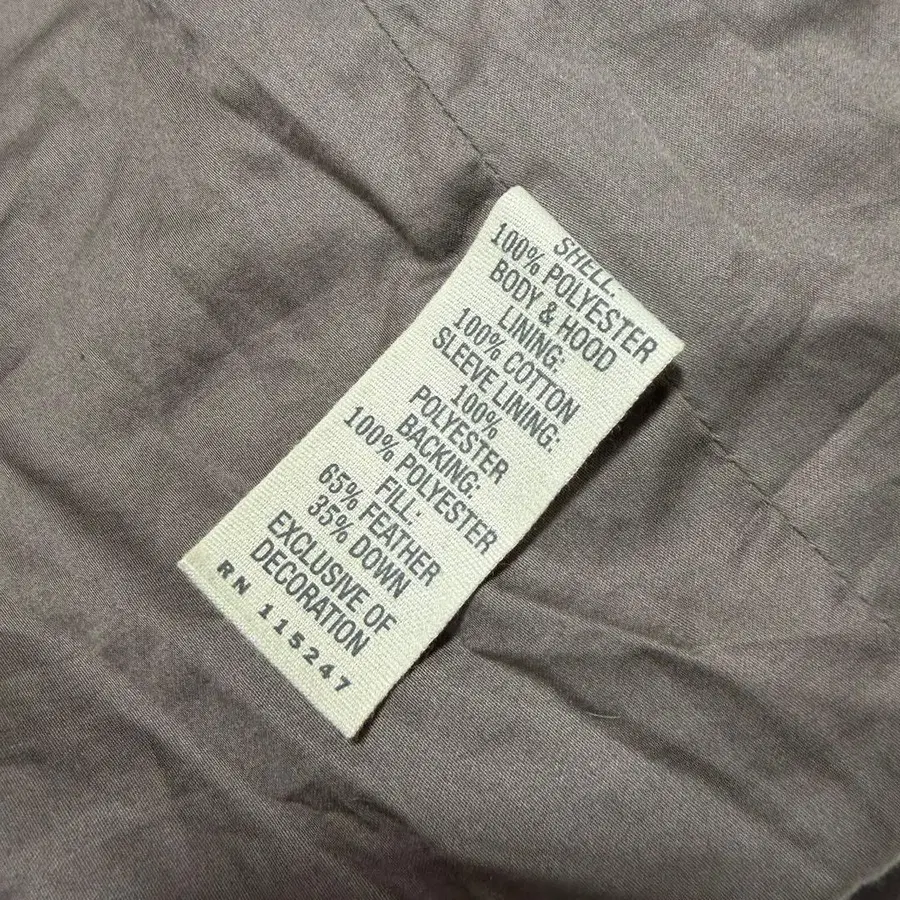 SHELL:
100% POLYESTER
BODY & HOOD
LINING:
100% COTTON
SLEEVE LINING:
100%
POLYESTER
BACKING:
100% POLYESTER
FILL:
65% FEATHER
35% DOWN
EXCLUSIVE OF
DECORATION
RN 115247